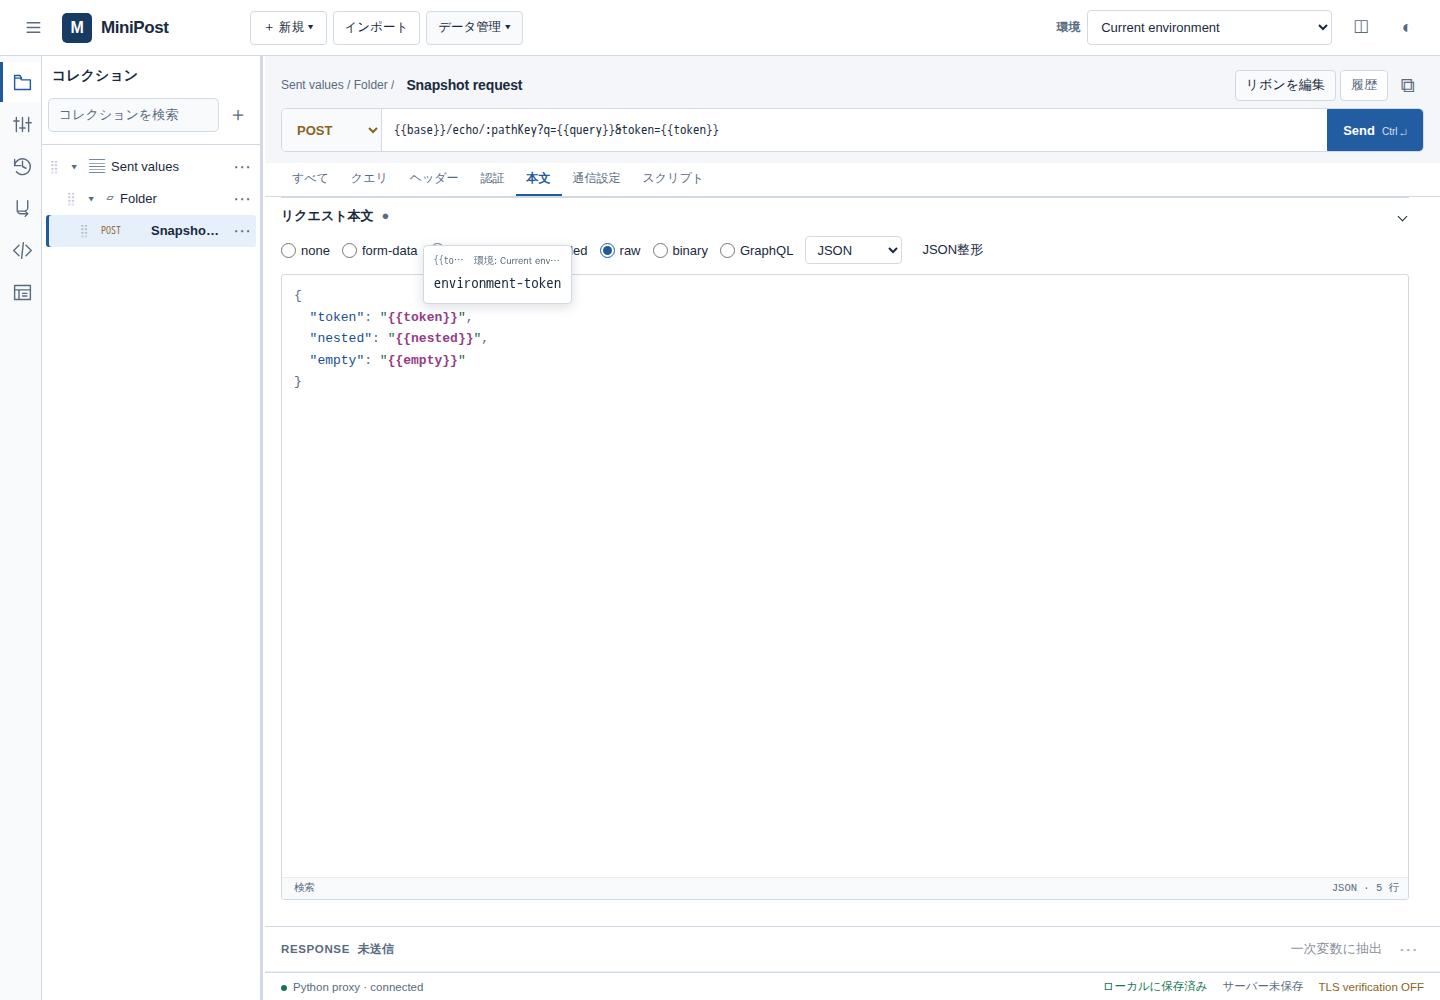 M MiniPost ＋ 新規 ▾ インポート データ管理 ▾ 環境 Current environment
コレクション
コレクションを検索 ＋
Sent values ···
Folder ···
POST Snapsho… ···
Sent values / Folder / Snapshot request リボンを編集 履歴
POST {{base}}/echo/:pathKey?q={{query}}&token={{token}} Send Ctrl ↵
すべて クエリ ヘッダー 認証 本文 通信設定 スクリプト
リクエスト本文 ●
none form-data raw binary GraphQL JSON JSON整形
{{to… 環境: Current env…
environment-token
{
"token": "{{token}}",
"nested": "{{nested}}",
"empty": "{{empty}}"
}
検索 JSON · 5 行
RESPONSE 未送信 一次変数に抽出 ···
Python proxy · connected ローカルに保存済み サーバー未保存 TLS verification OFF